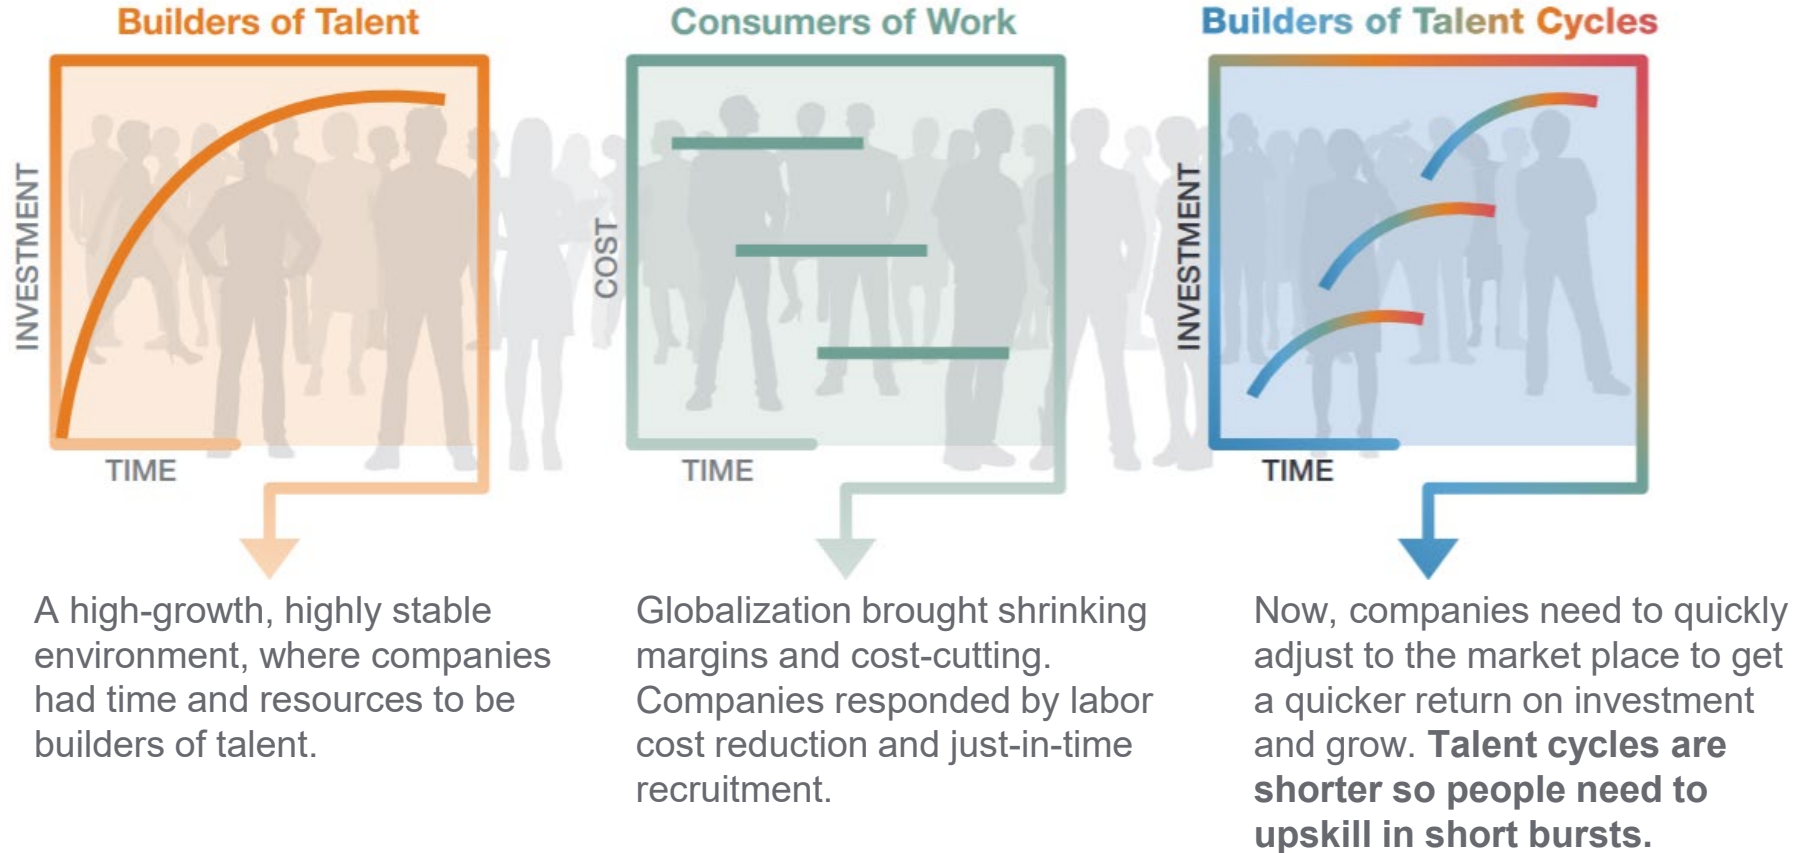 Builders of Talent
INVESTMENT
TIME
A high-growth, highly stable
environment, where companies
had time and resources to be
builders of talent.
Consumers of Work
COST
TIME
Globalization brought shrinking
margins and cost-cutting.
Companies responded by labor
cost reduction and just-in-time
recruitment.
Builders of Talent Cycles
INVESTMENT
TIME
Now, companies need to quickly
adjust to the market place to get
a quicker return on investment
and grow. Talent cycles are
shorter so people need to
upskill in short bursts.